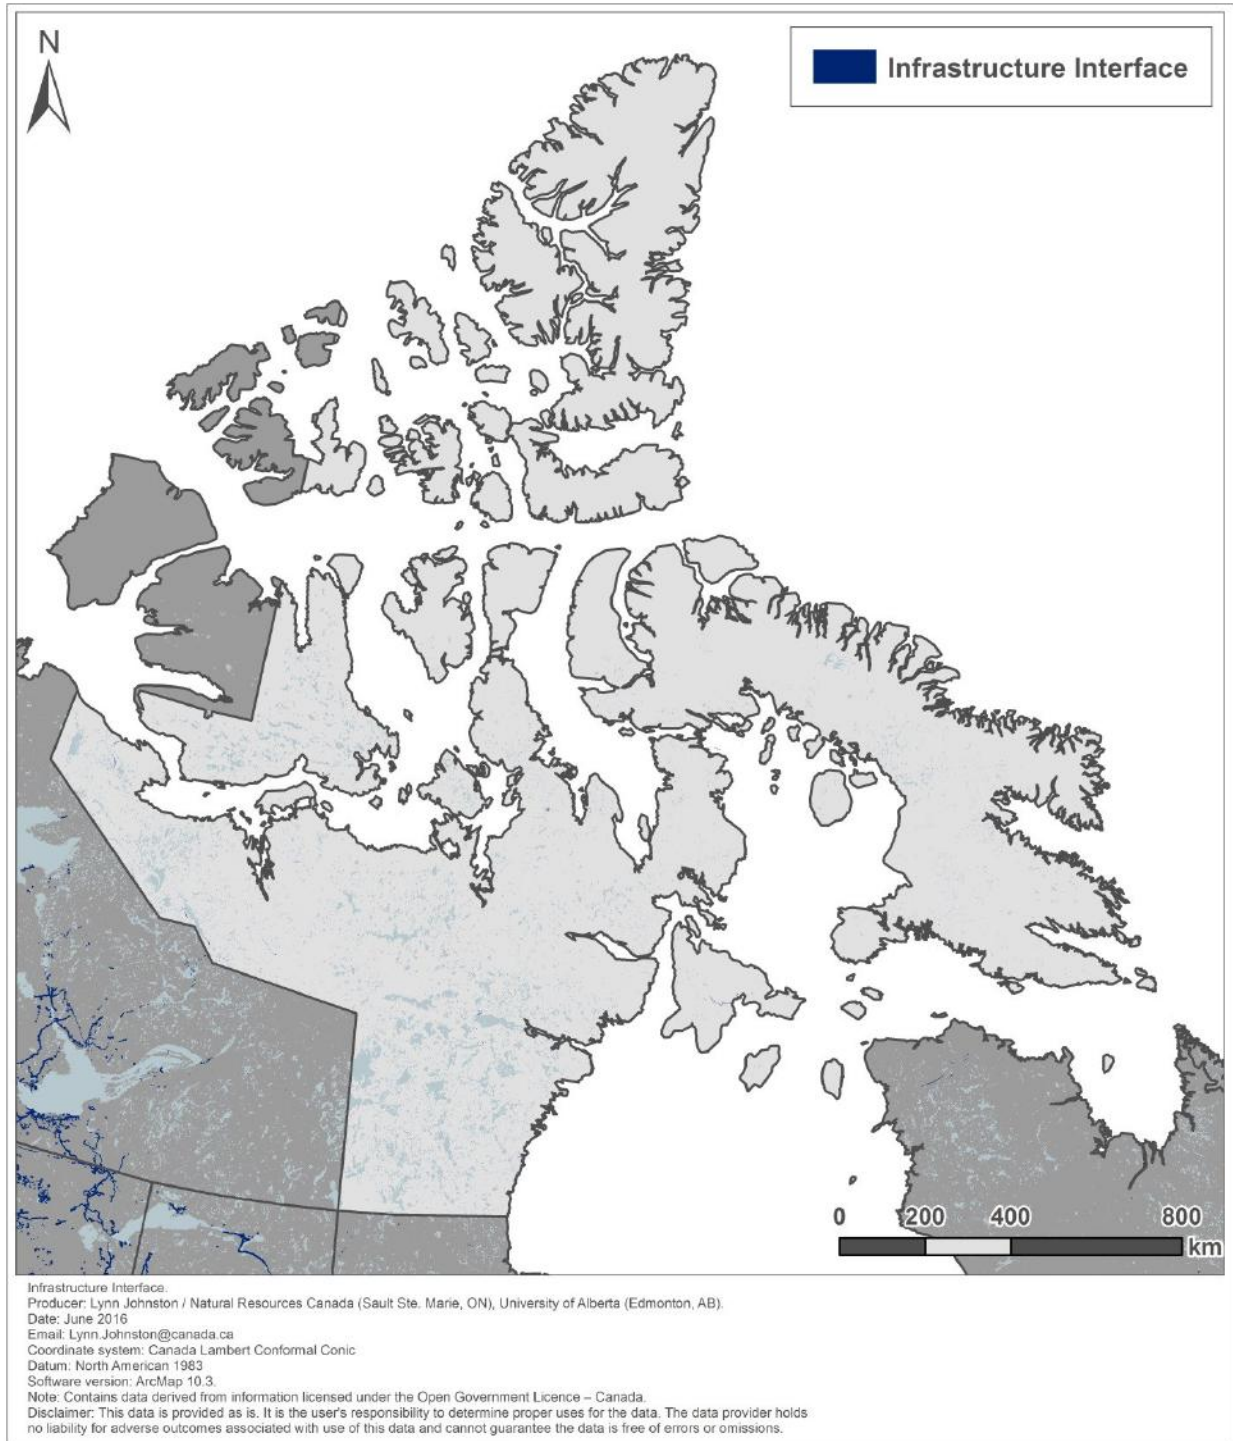 N
Infrastructure Interface
0 200 400 800
km
Infrastructure Interface.
Producer: Lynn Johnston / Natural Resources Canada (Sault Ste. Marie, ON), University of Alberta (Edmonton, AB).
Date: June 2016
Email: Lynn.Johnston@canada.ca
Coordinate system: Canada Lambert Conformal Conic
Datum: North American 1983
Software version: ArcMap 10.3.
Note: Contains data derived from information licensed under the Open Government Licence – Canada.
Disclaimer: This data is provided as is. It is the user's responsibility to determine proper uses for the data. The data provider holds
no liability for adverse outcomes associated with use of this data and cannot guarantee the data is free of errors or omissions.